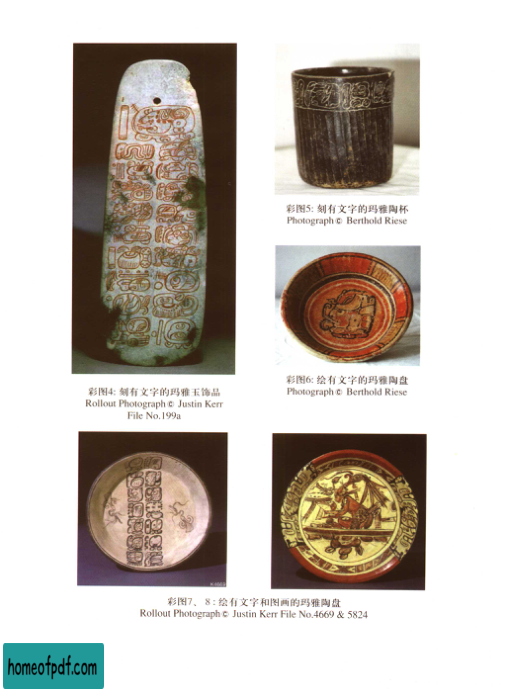 彩图4: 刻有文字的玛雅玉饰品
Rollout Photograph © Justin Kerr
File No.199a
彩图5: 刻有文字的玛雅陶杯
Photograph © Berthold Riese
彩图6: 绘有文字的玛雅陶盘
Photograph © Berthold Riese
彩图7、 8 : 绘有文字和图画的玛雅陶盘
Rollout Photograph © Justin Kerr File No.4669 & 5824
homeofpdf.com